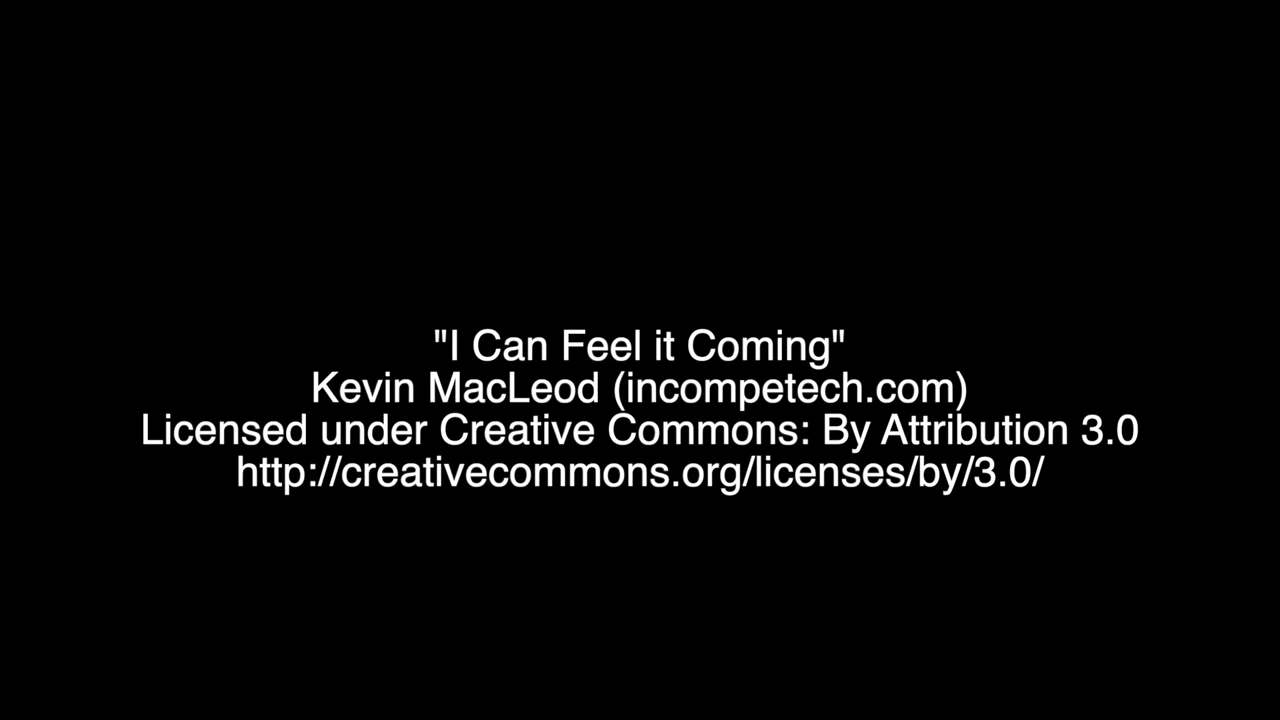 "I Can Feel it Coming"
Kevin MacLeod (incompetech.com)
Licensed under Creative Commons: By Attribution 3.0
http://creativecommons.org/licenses/by/3.0/